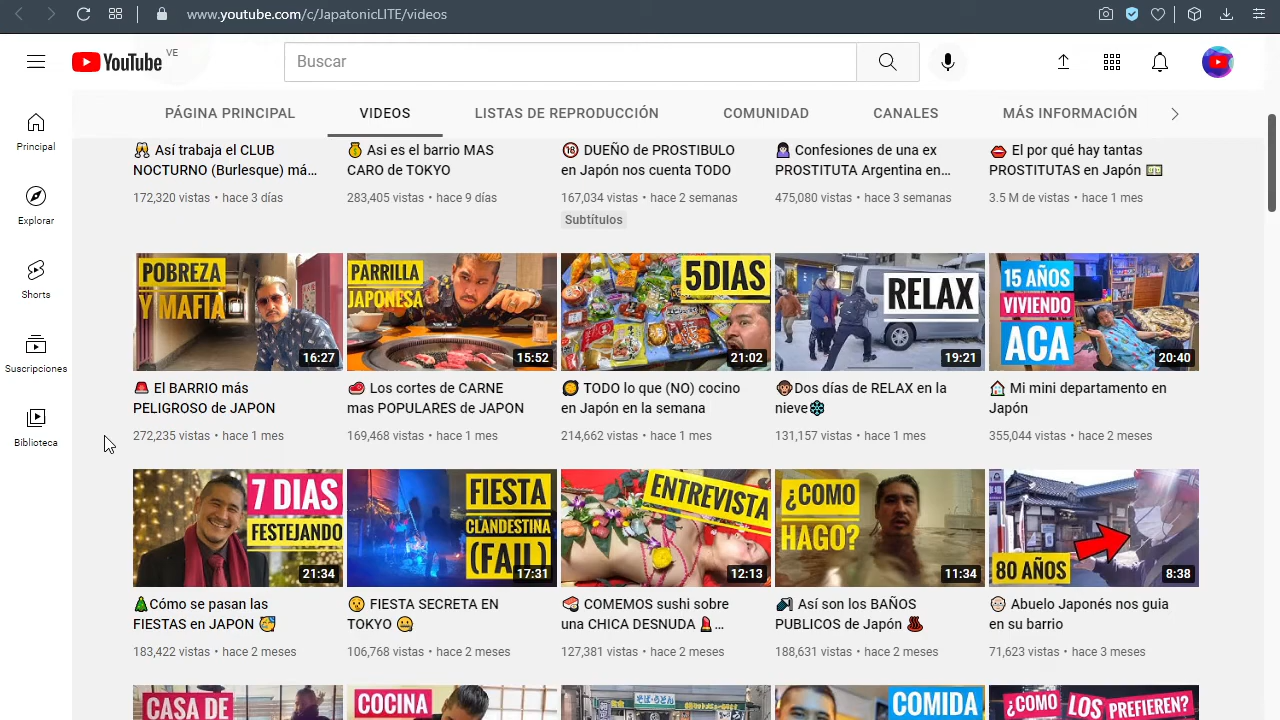 www.youtube.com/c/JapatonicLITE/videos
YouTube VE
Buscar
PÁGINA PRINCIPAL VIDEOS LISTAS DE REPRODUCCIÓN COMUNIDAD CANALES MÁS INFORMACIÓN
Principal
Explorar
Shorts
Suscripciones
Biblioteca
Así trabaja el CLUB
NOCTURNO (Burlesque) má...
172,320 vistas • hace 3 días
Asi es el barrio MAS
CARO de TOKYO
283,405 vistas • hace 9 días
18
DUEÑO de PROSTIBULO
en Japón nos cuenta TODO
167,034 vistas • hace 2 semanas
Subtítulos
Confesiones de una ex
PROSTITUTA Argentina en...
475,080 vistas • hace 3 semanas
El por qué hay tantas
PROSTITUTAS en Japón
3.5 M de vistas • hace 1 mes
POBREZA
Y MAFIA
16:27
El BARRIO más
PELIGROSO de JAPON
272,235 vistas • hace 1 mes
PARRILLA
JAPONESA
15:52
Los cortes de CARNE
mas POPULARES de JAPON
169,468 vistas • hace 1 mes
5DIAS
21:02
TODO lo que (NO) cocino
en Japón en la semana
214,662 vistas • hace 1 mes
RELAX
19:21
Dos días de RELAX en la
nieve
131,157 vistas • hace 1 mes
15 AÑOS
VIVIENDO
ACA
20:40
Mi mini departamento en
Japón
355,044 vistas • hace 2 meses
7 DIAS
FESTEJANDO
21:34
Cómo se pasan las
FIESTAS en JAPON
183,422 vistas • hace 2 meses
FIESTA
CLANDESTINA
(FAIL)
17:31
FIESTA SECRETA EN
TOKYO
106,768 vistas • hace 2 meses
ENTREVISTA
12:13
COMEMOS sushi sobre
una CHICA DESNUDA ...
127,381 vistas • hace 2 meses
¿COMO
HAGO?
11:34
Así son los BAÑOS
PUBLICOS de Japón
188,631 vistas • hace 2 meses
80 AÑOS
8:38
Abuelo Japonés nos guia
en su barrio
71,623 vistas • hace 3 meses
CASA DE
COCINA
COMIDA
¿COMO LOS PREFIEREN?